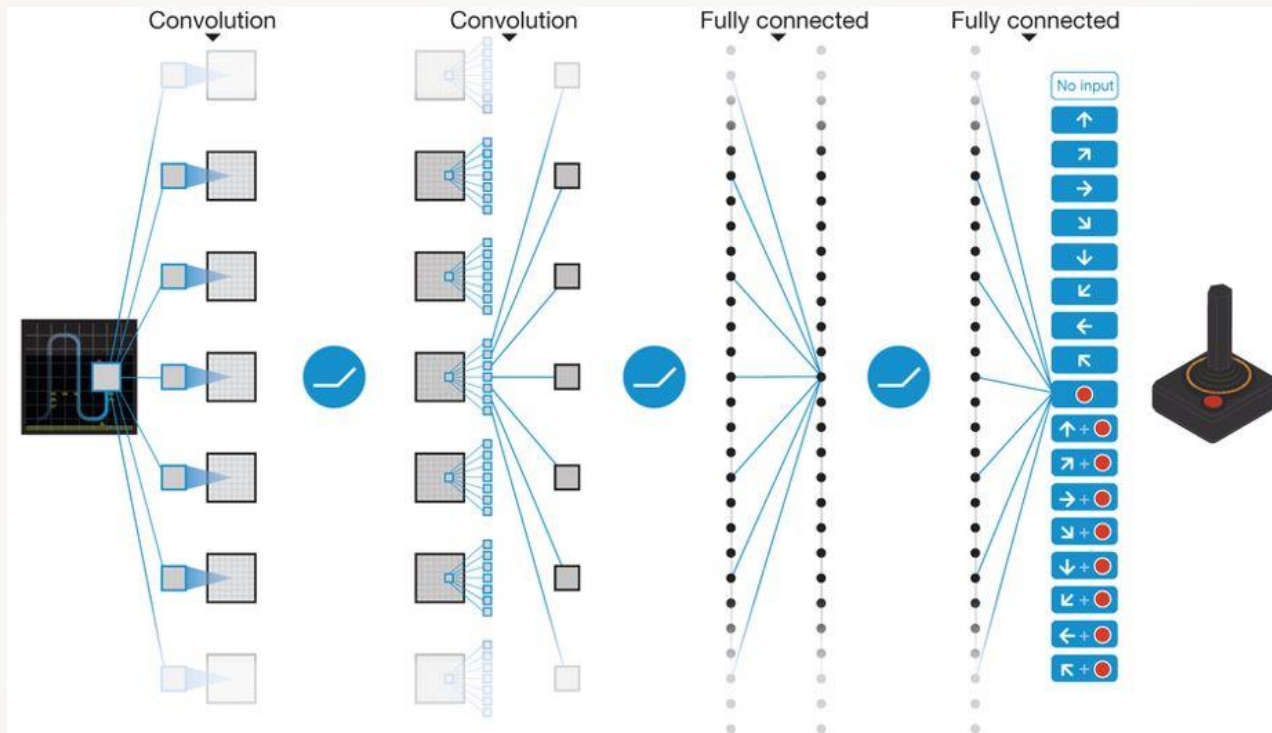 Convolution
Convolution
Fully connected
Fully connected
No input
+
+
+
+
+
+
+
+